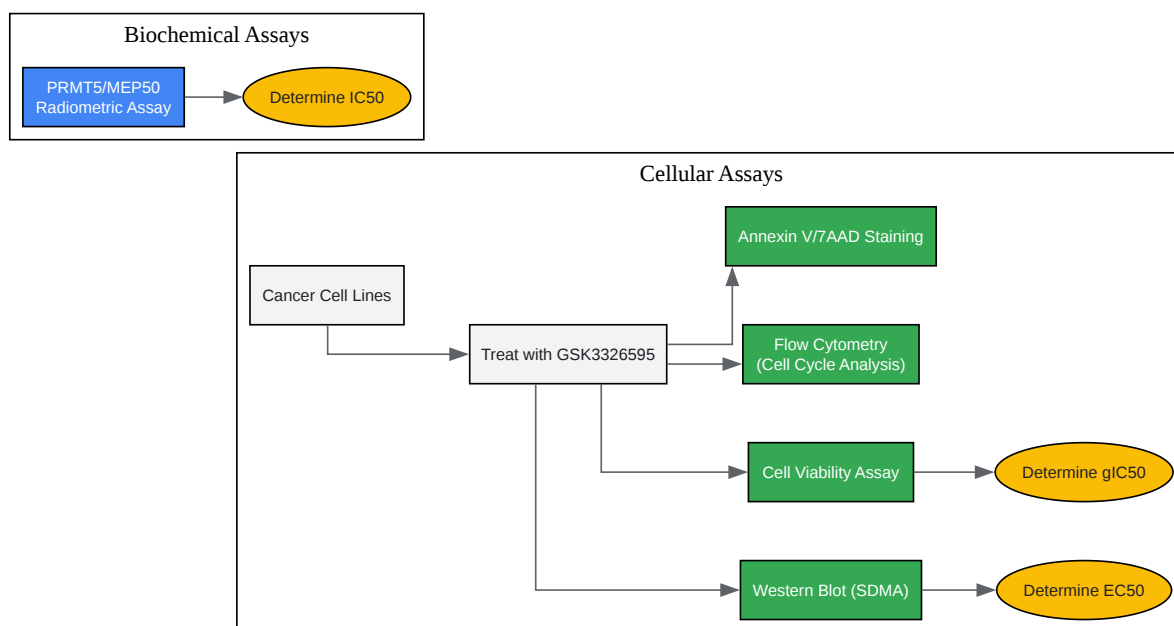 Biochemical Assays
PRMT5/MEP50
Radiometric Assay
Determine IC50
Cellular Assays
Annexin V/7AAD Staining
Cancer Cell Lines
Treat with GSK3326595
Flow Cytometry
(Cell Cycle Analysis)
Cell Viability Assay
Determine gIC50
Western Blot (SDMA)
Determine EC50